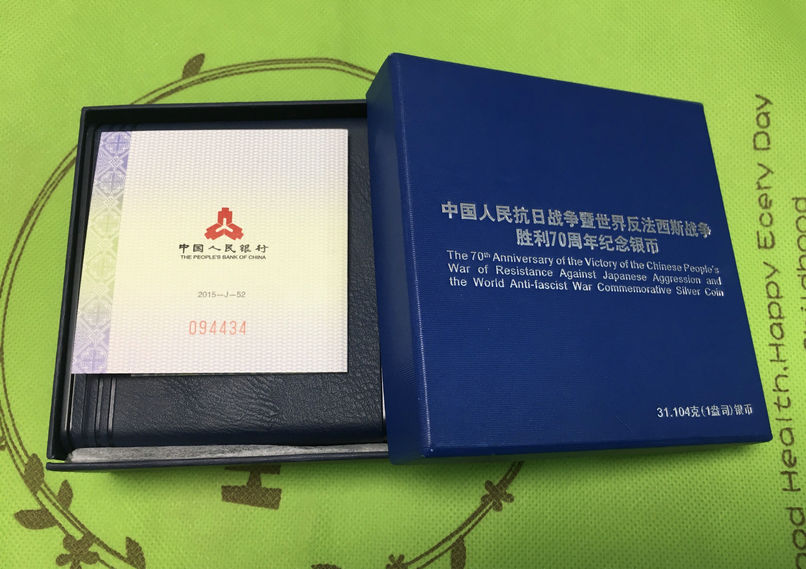 中国人民银行
THE PEOPLE'S BANK OF CHINA
2015—J—52
094434
中国人民抗日战争暨世界反法西斯战争
胜利70周年纪念银币
The 70th Anniversary of the Victory of the Chinese People's
War of Resistance Against Japanese Aggression and
the World Anti-fascist War Commemorative Silver Coin
31.104克(1盎司)银币
ood Health,Happy Ecery Day